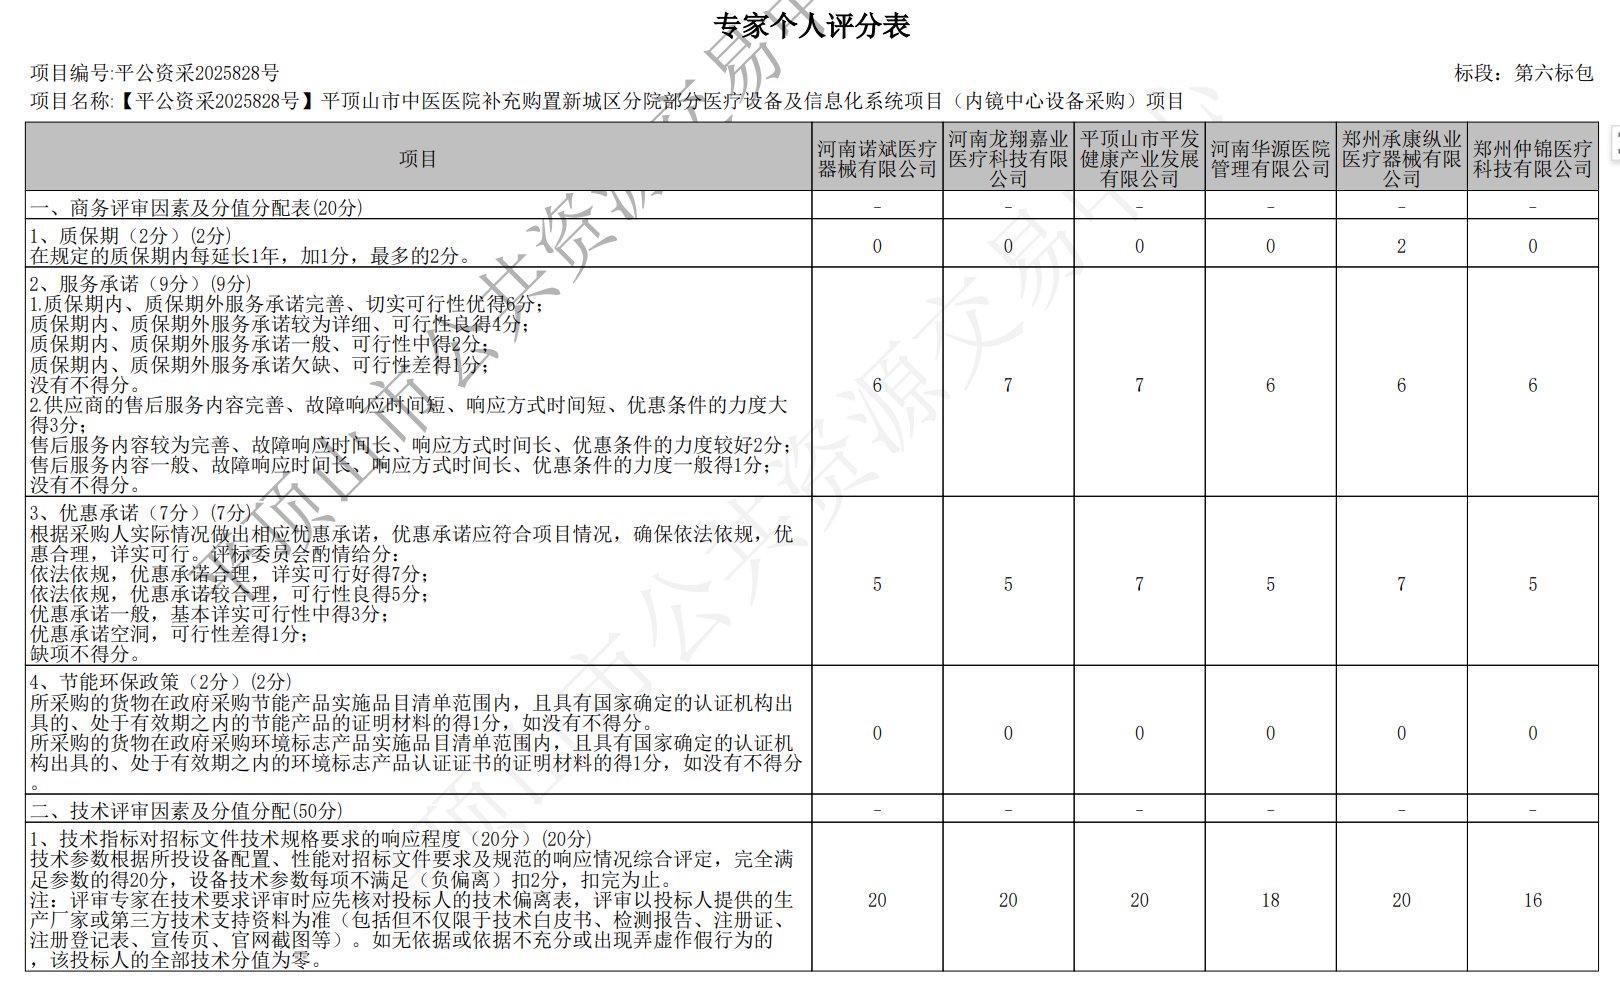 专家个人评分表
项目编号:平公资采2025828号
标段：第六标包
项目名称:【平公资采2025828号】平顶山市中医医院补充购置新城区分院部分医疗设备及信息化系统项目（内镜中心设备采购）项目
项目
河南诺斌医疗
器械有限公司
河南龙翔嘉业
医疗科技有限
公司
平顶山市平发
健康产业发展
有限公司
河南华源医院
管理有限公司
郑州承康纵业
医疗器械有限
公司
郑州仲锦医疗
科技有限公司
一、商务评审因素及分值分配表(20分)
- - - - - -
1、质保期（2分）(2分)
在规定的质保期内每延长1年，加1分，最多的2分。
0 0 0 0 2 0
2、服务承诺（9分）(9分)
1.质保期内、质保期外服务承诺完善、切实可行性优得6分；
质保期内、质保期外服务承诺较为详细、可行性良得4分；
质保期内、质保期外服务承诺一般、可行性中得2分；
质保期内、质保期外服务承诺欠缺、可行性差得1分；
没有不得分。
2.供应商的售后服务内容完善、故障响应时间短、响应方式时间短、优惠条件的力度大
得3分；
售后服务内容较为完善、故障响应时间长、响应方式时间长、优惠条件的力度较好2分；
售后服务内容一般、故障响应时间长、响应方式时间长、优惠条件的力度一般得1分；
没有不得分。
6 7 7 6 6 6
3、优惠承诺（7分）(7分)
根据采购人实际情况做出相应优惠承诺，优惠承诺应符合项目情况，确保依法依规，优
惠合理，详实可行。评标委员会酌情给分：
依法依规，优惠承诺合理，详实可行好得7分；
依法依规，优惠承诺较合理，可行性良得5分；
优惠承诺一般，基本详实可行性中得3分；
优惠承诺空洞，可行性差得1分；
缺项不得分。
5 5 7 5 7 5
4、节能环保政策（2分）(2分)
所采购的货物在政府采购节能产品实施品目清单范围内，且具有国家确定的认证机构出
具的、处于有效期之内的节能产品的证明材料的得1分，如没有不得分。
所采购的货物在政府采购环境标志产品实施品目清单范围内，且具有国家确定的认证机
构出具的、处于有效期之内的环境标志产品认证证书的证明材料的得1分，如没有不得分
。
0 0 0 0 0 0
二、技术评审因素及分值分配(50分)
- - - - - -
1、技术指标对招标文件技术规格要求的响应程度（20分）(20分)
技术参数根据所投设备配置、性能对招标文件要求及规范的响应情况综合评定，完全满
足参数的得20分，设备技术参数每项不满足（负偏离）扣2分，扣完为止。
注：评审专家在技术要求评审时应先核对投标人的技术偏离表，评审以投标人提供的生
产厂家或第三方技术支持资料为准（包括但不仅限于技术白皮书、检测报告、注册证、
注册登记表、宣传页、官网截图等）。如无依据或依据不充分或出现弄虚作假行为的
，该投标人的全部技术分值为零。
20 20 20 18 20 16
平顶山市公共资源交易中
平顶山市公共资源交易中心